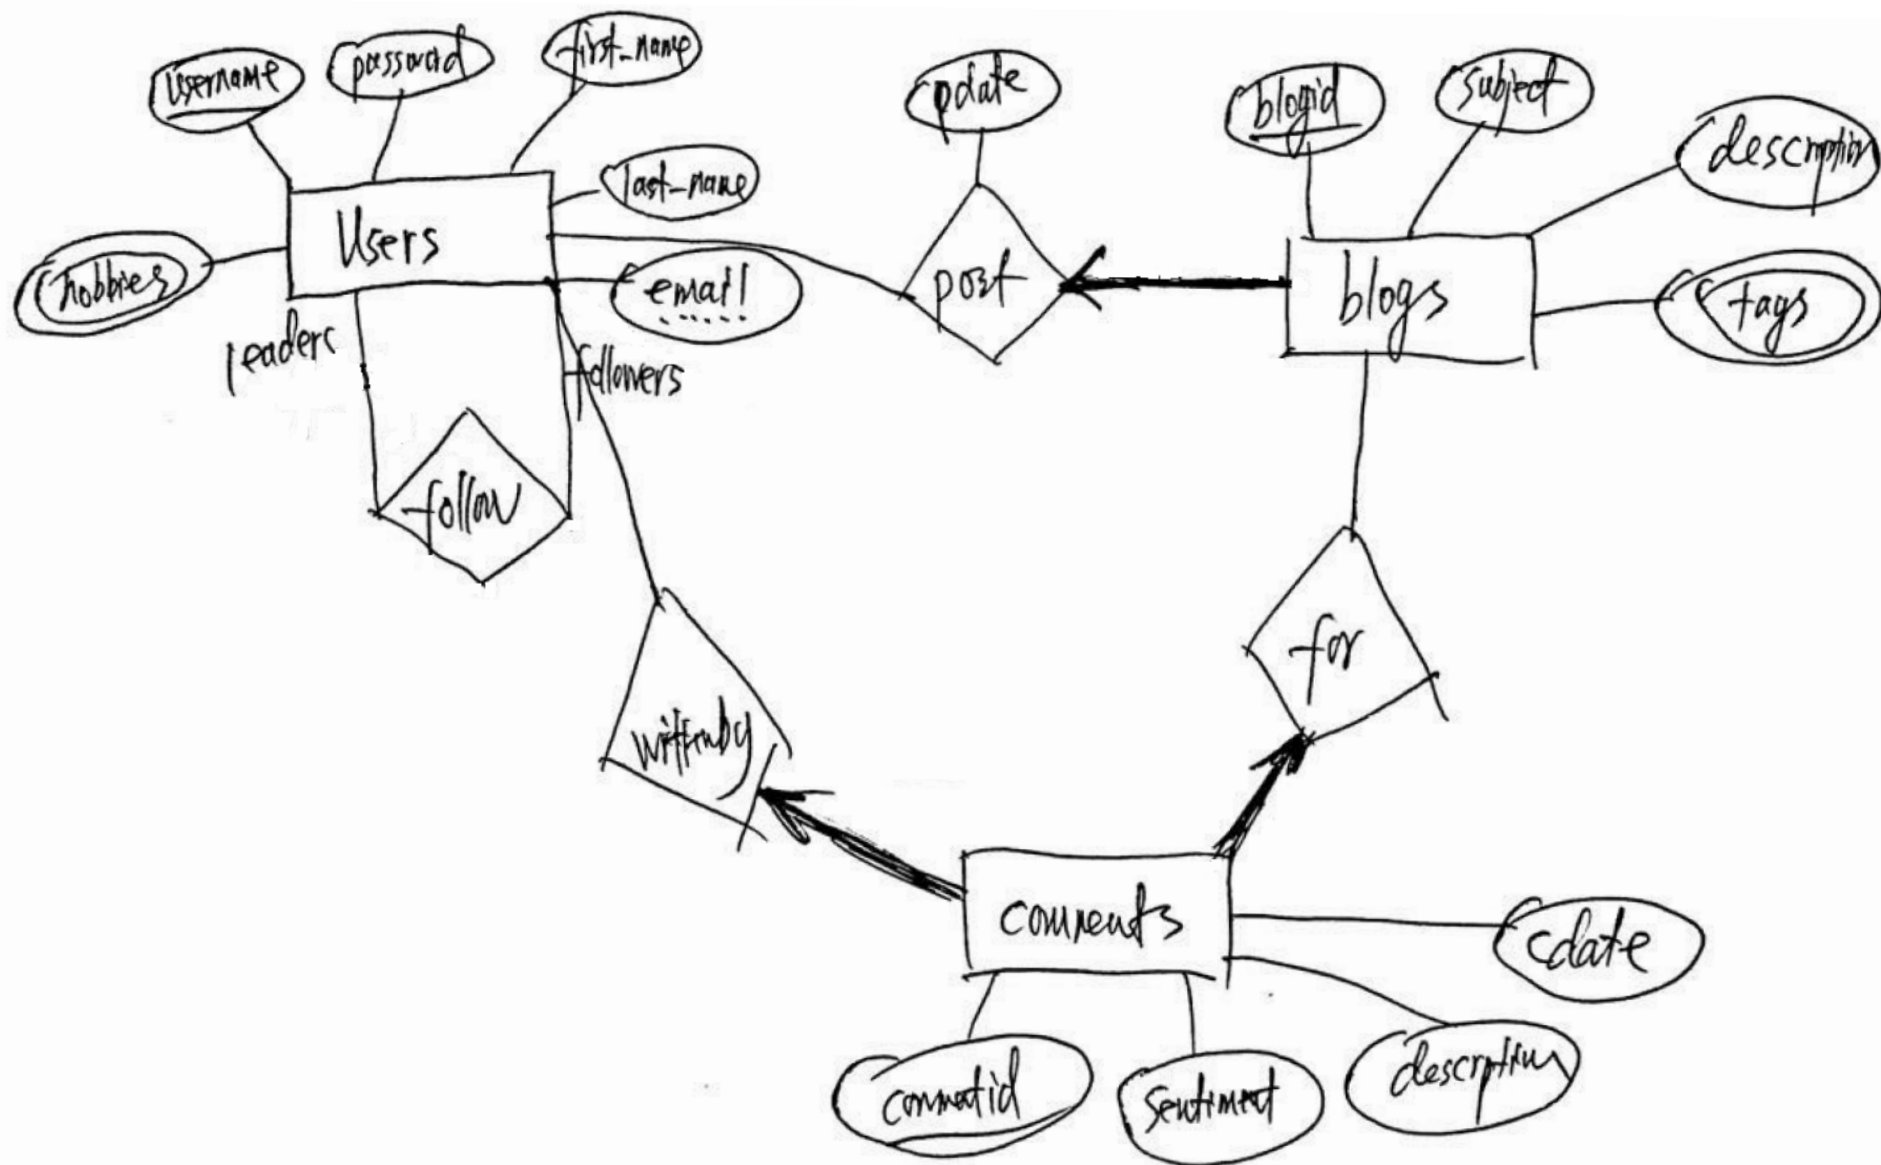 username
password
first_name
pdate
blogid
subject
description
last_name
Users
hobbies
email
post
blogs
tags
leaders
followers
follow
for
writtenby
comments
cdate
commentid
sentiment
description